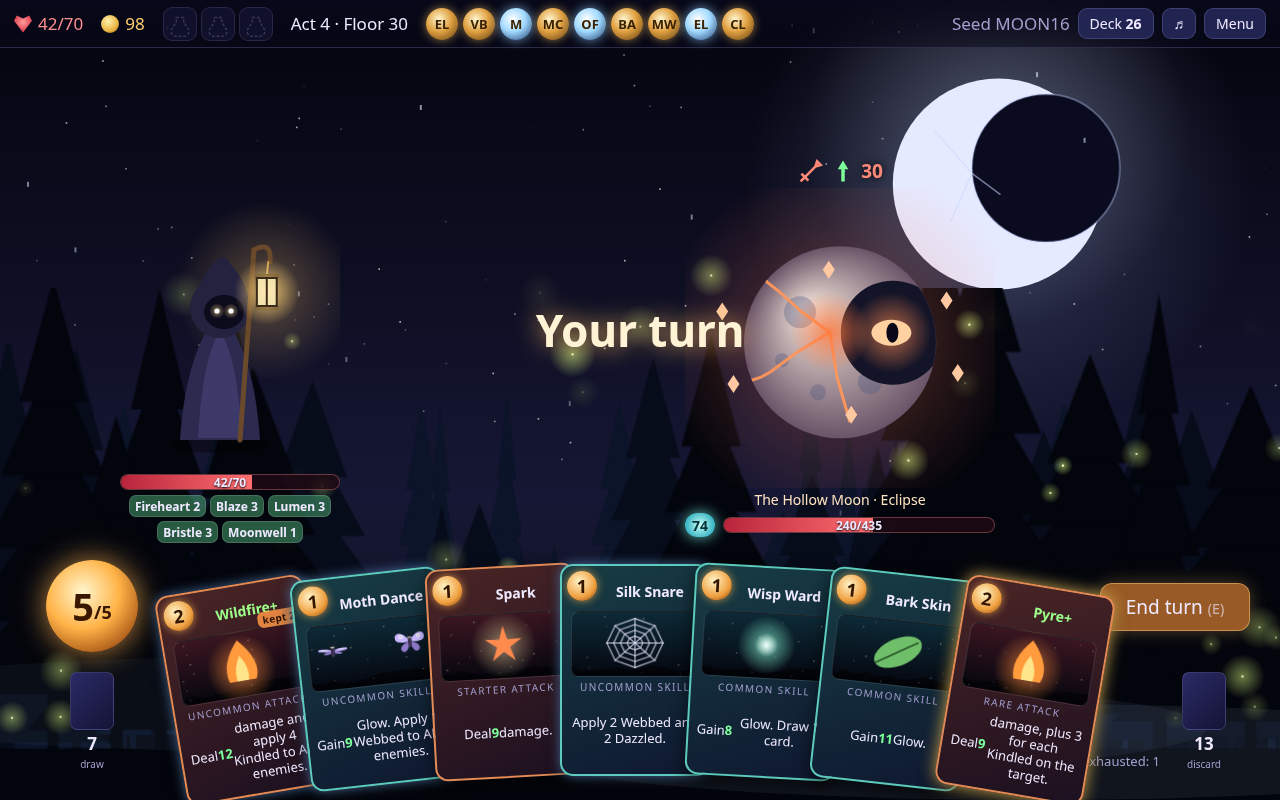 42/70 98 Act 4 · Floor 30 EL VB M MC OF BA MW EL CL Seed MOON16 Deck 26 ♬ Menu
30
Your turn
The Hollow Moon · Eclipse
74 240/435
42/70
Fireheart 2 Blaze 3 Lumen 3
Bristle 3 Moonwell 1
5/5
End turn (E)
2 Wildfire+
kept
UNCOMMON ATTAC
Deal 12 damage and apply 4 Kindled to A enemies.
1 Moth Dance
UNCOMMON SKILL
Gain 9 Glow. Apply Webbed to A enemies.
1 Spark
STARTER ATTACK
Deal 9 damage.
1 Silk Snare
UNCOMMON SKILL
Apply 2 Webbed an 2 Dazzled.
1 Wisp Ward
COMMON SKILL
Gain 8 Glow. Draw card.
1 Bark Skin
COMMON SKILL
Gain 11 Glow.
2 Pyre+
RARE ATTACK
Deal 9 damage, plus 3 for each Kindled on the target.
7
draw
xhausted: 1
13
discard